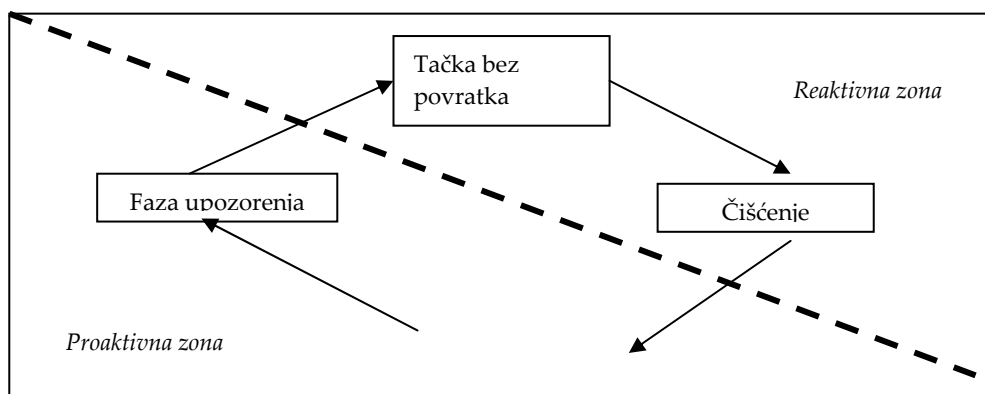 Tačka bez
povratka
Reaktivna zona
Faza upozorenja
Čišćenje
Proaktivna zona